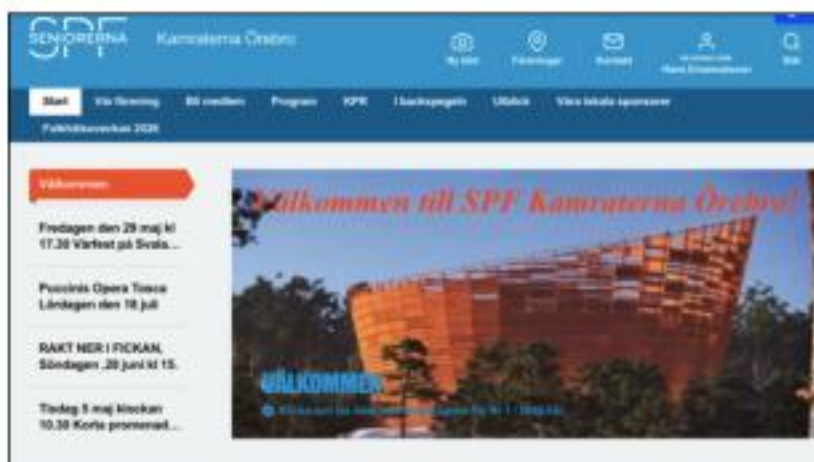 SPF
SENIORERNA
Kamraterna Örebro
Kontakt
Sök
Start Vår förening Bli medlem Program KPR I backspegeln Utblick Våra lokala sponsorer
2026
Välkommen
Fredagen den 29 maj kl
17.30 Vårfest på Svala...
Puccinis Opera Tosca
Lördagen den 18 juli
RAKT NER I FICKAN,
Söndagen ,28 juni kl 15.
Tisdag 5 maj klockan
10.30 Korta promenad...
Välkommen till SPF Kamraterna Örebro!
VÄLKOMMEN